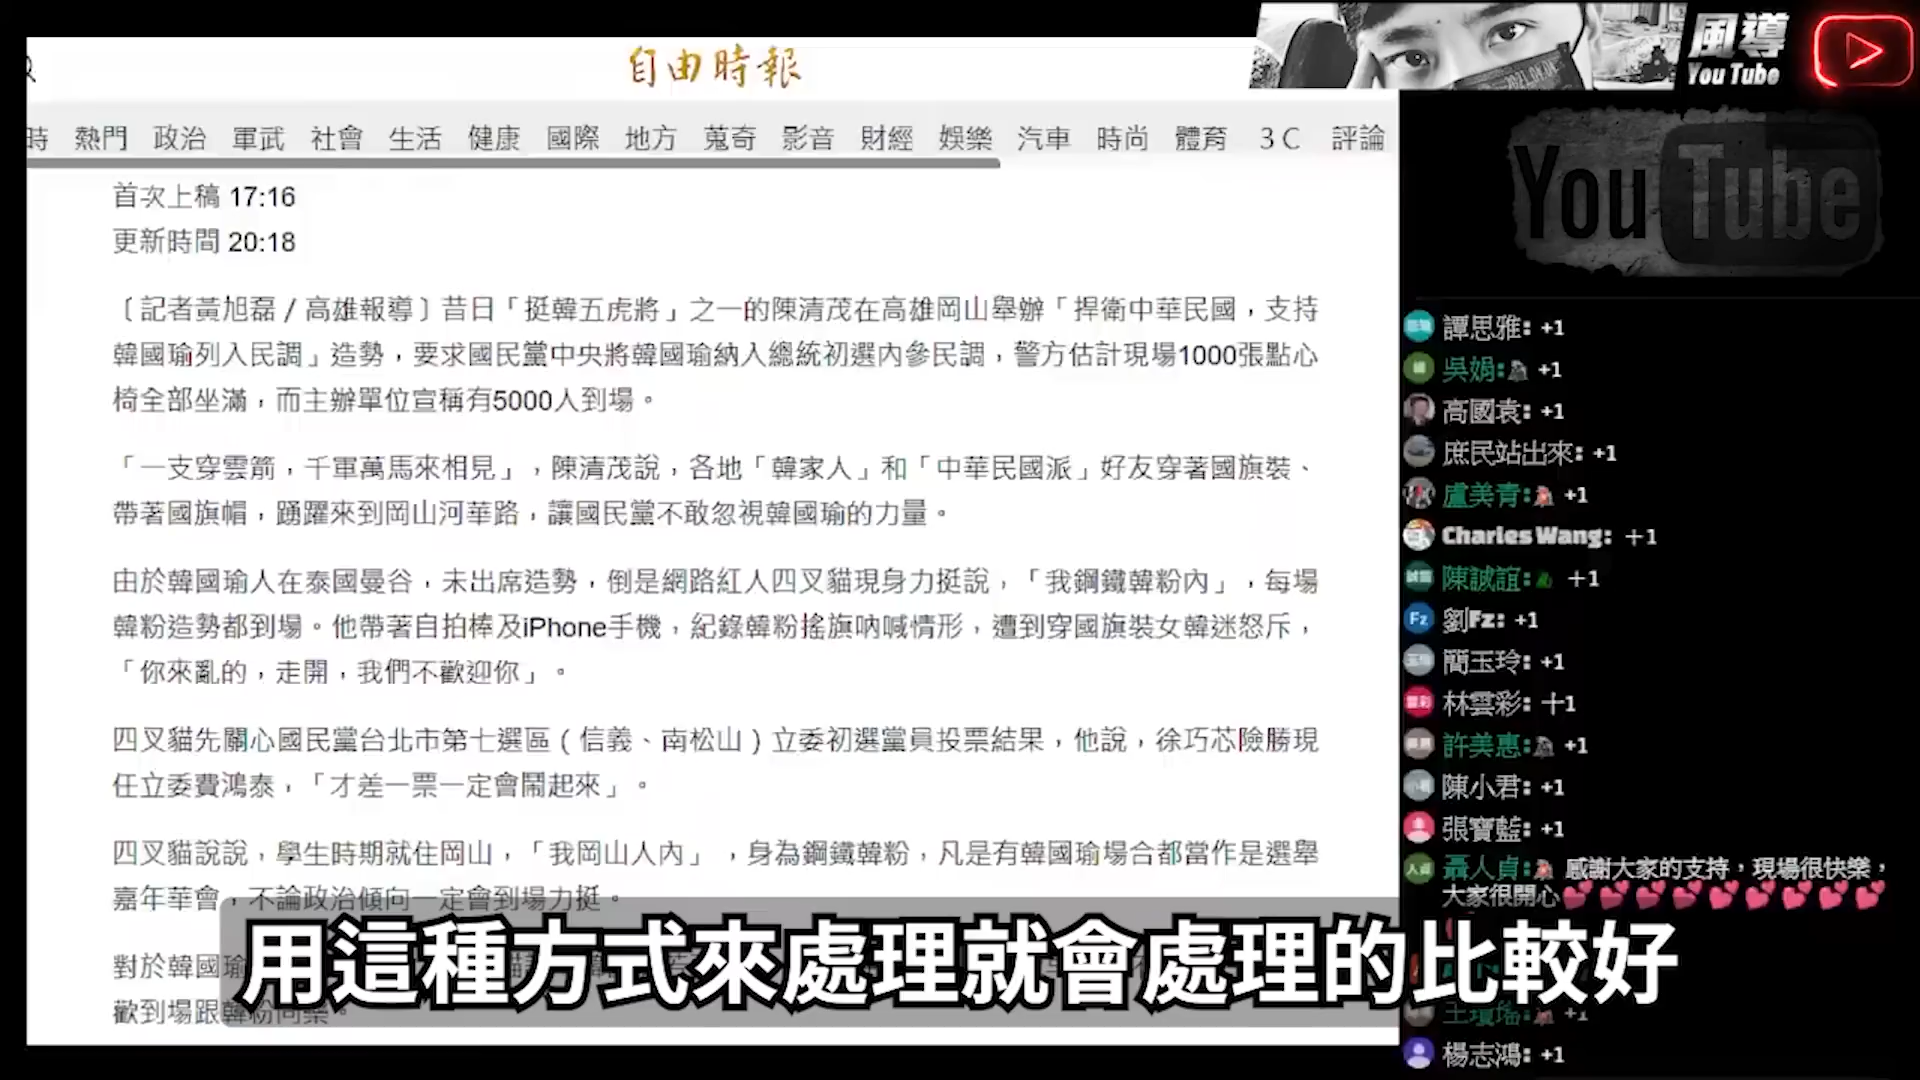 自由時報
時 熱門 政治 軍武 社會 生活 健康 國際 地方 蒐奇 影音 財經 娛樂 汽車 時尚 體育 3C 評論
首次上稿 17:16
更新時間 20:18
〔記者黃旭磊／高雄報導〕昔日「挺韓五虎將」之一的陳清茂在高雄岡山舉辦「捍衛中華民國，支持
韓國瑜列入民調」造勢，要求國民黨中央將韓國瑜納入總統初選內參民調，警方估計現場1000張點心
椅全部坐滿，而主辦單位宣稱有5000人到場。
「一支穿雲箭，千軍萬馬來相見」，陳清茂說，各地「韓家人」和「中華民國派」好友穿著國旗裝、
帶著國旗帽，踴躍來到岡山河華路，讓國民黨不敢忽視韓國瑜的力量。
由於韓國瑜人在泰國曼谷，未出席造勢，倒是網路紅人四叉貓現身力挺說，「我鋼鐵韓粉內」，每場
韓粉造勢都到場。他帶著自拍棒及iPhone手機，紀錄韓粉搖旗吶喊情形，遭到穿國旗裝女韓迷怒斥，
「你來亂的，走開，我們不歡迎你」。
四叉貓先關心國民黨台北市第七選區（信義、南松山）立委初選黨員投票結果，他說，徐巧芯險勝現
任立委費鴻泰，「才差一票一定會鬧起來」。
四叉貓說說，學生時期就住岡山，「我岡山人內」，身為鋼鐵韓粉，凡是有韓國瑜場合都當作是選舉
嘉年華會，不論政治傾向一定會到場力挺。
對於韓國瑜
歡到場跟韓粉同樂。
用這種方式來處理就會處理的比較好
風導
You Tube
2021.04.04
You Tube
譚思雅: +1
吳娟: +1
高國袁: +1
庶民站出來: +1
盧美青: +1
Charles Wang: ＋1
陳誠誼: ＋1
Fz 劉Fz: +1
簡玉玲: +1
林雲彩: 十1
許美惠: +1
陳小君: +1
張寶藍: +1
聶人貞: 感謝大家的支持，現場很快樂，
大家很開心💕💕💕💕💕💕💕💕💕
王瓊瑤: +1
楊志鴻: +1